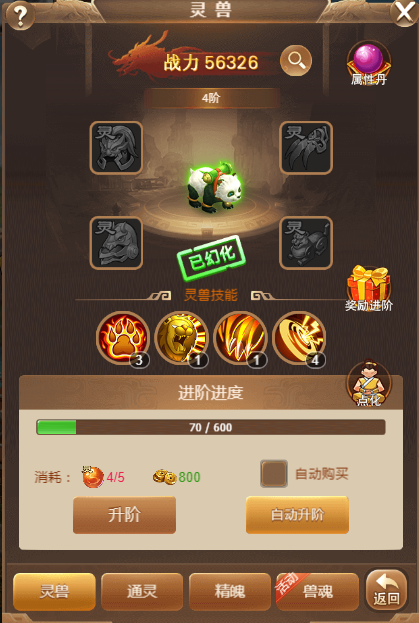 灵兽
?
战力 56326
属性丹
4阶
灵
灵
灵
灵
已幻化
奖励进阶
灵兽技能
3
1
1
4
进阶进度
点化
70 / 600
消耗：
4/5
800
自动购买
升阶
自动升阶
灵兽
通灵
精魄
活动
兽魂
返回